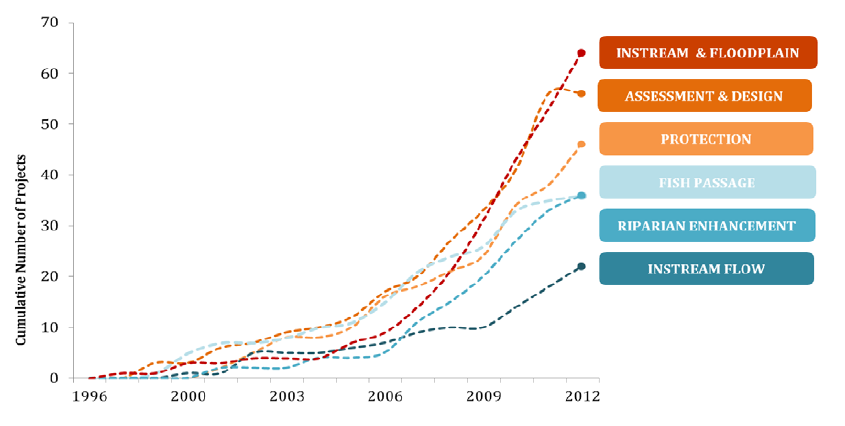 70
60
50
40
30
20
10
0
Cumulative Number of Projects
1996 2000 2003 2006 2009 2012
INSTREAM & FLOODPLAIN
ASSESSMENT & DESIGN
PROTECTION
FISH PASSAGE
RIPARIAN ENHANCEMENT
INSTREAM FLOW